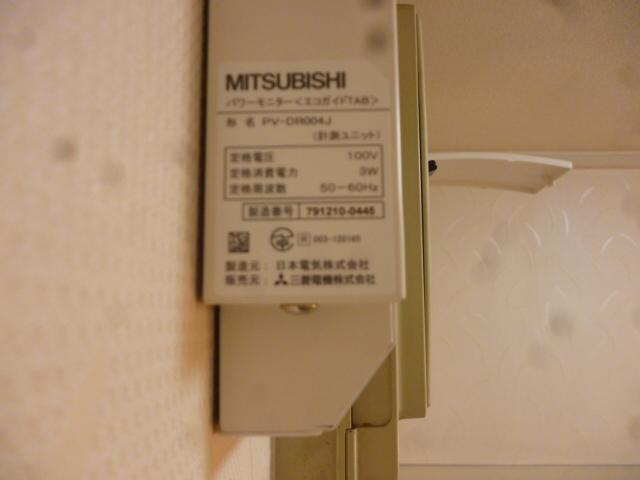 MITSUBISHI
パワーモニター<エコガイドTAB>
形 名 PV-DR004J
(計測ユニット)
定格電圧 100V
定格消費電力 3W
定格周波数 50-60Hz
製造番号 791210-0445
R 003-120165
製造元: 日本電気株式会社
販売元: 三菱電機株式会社